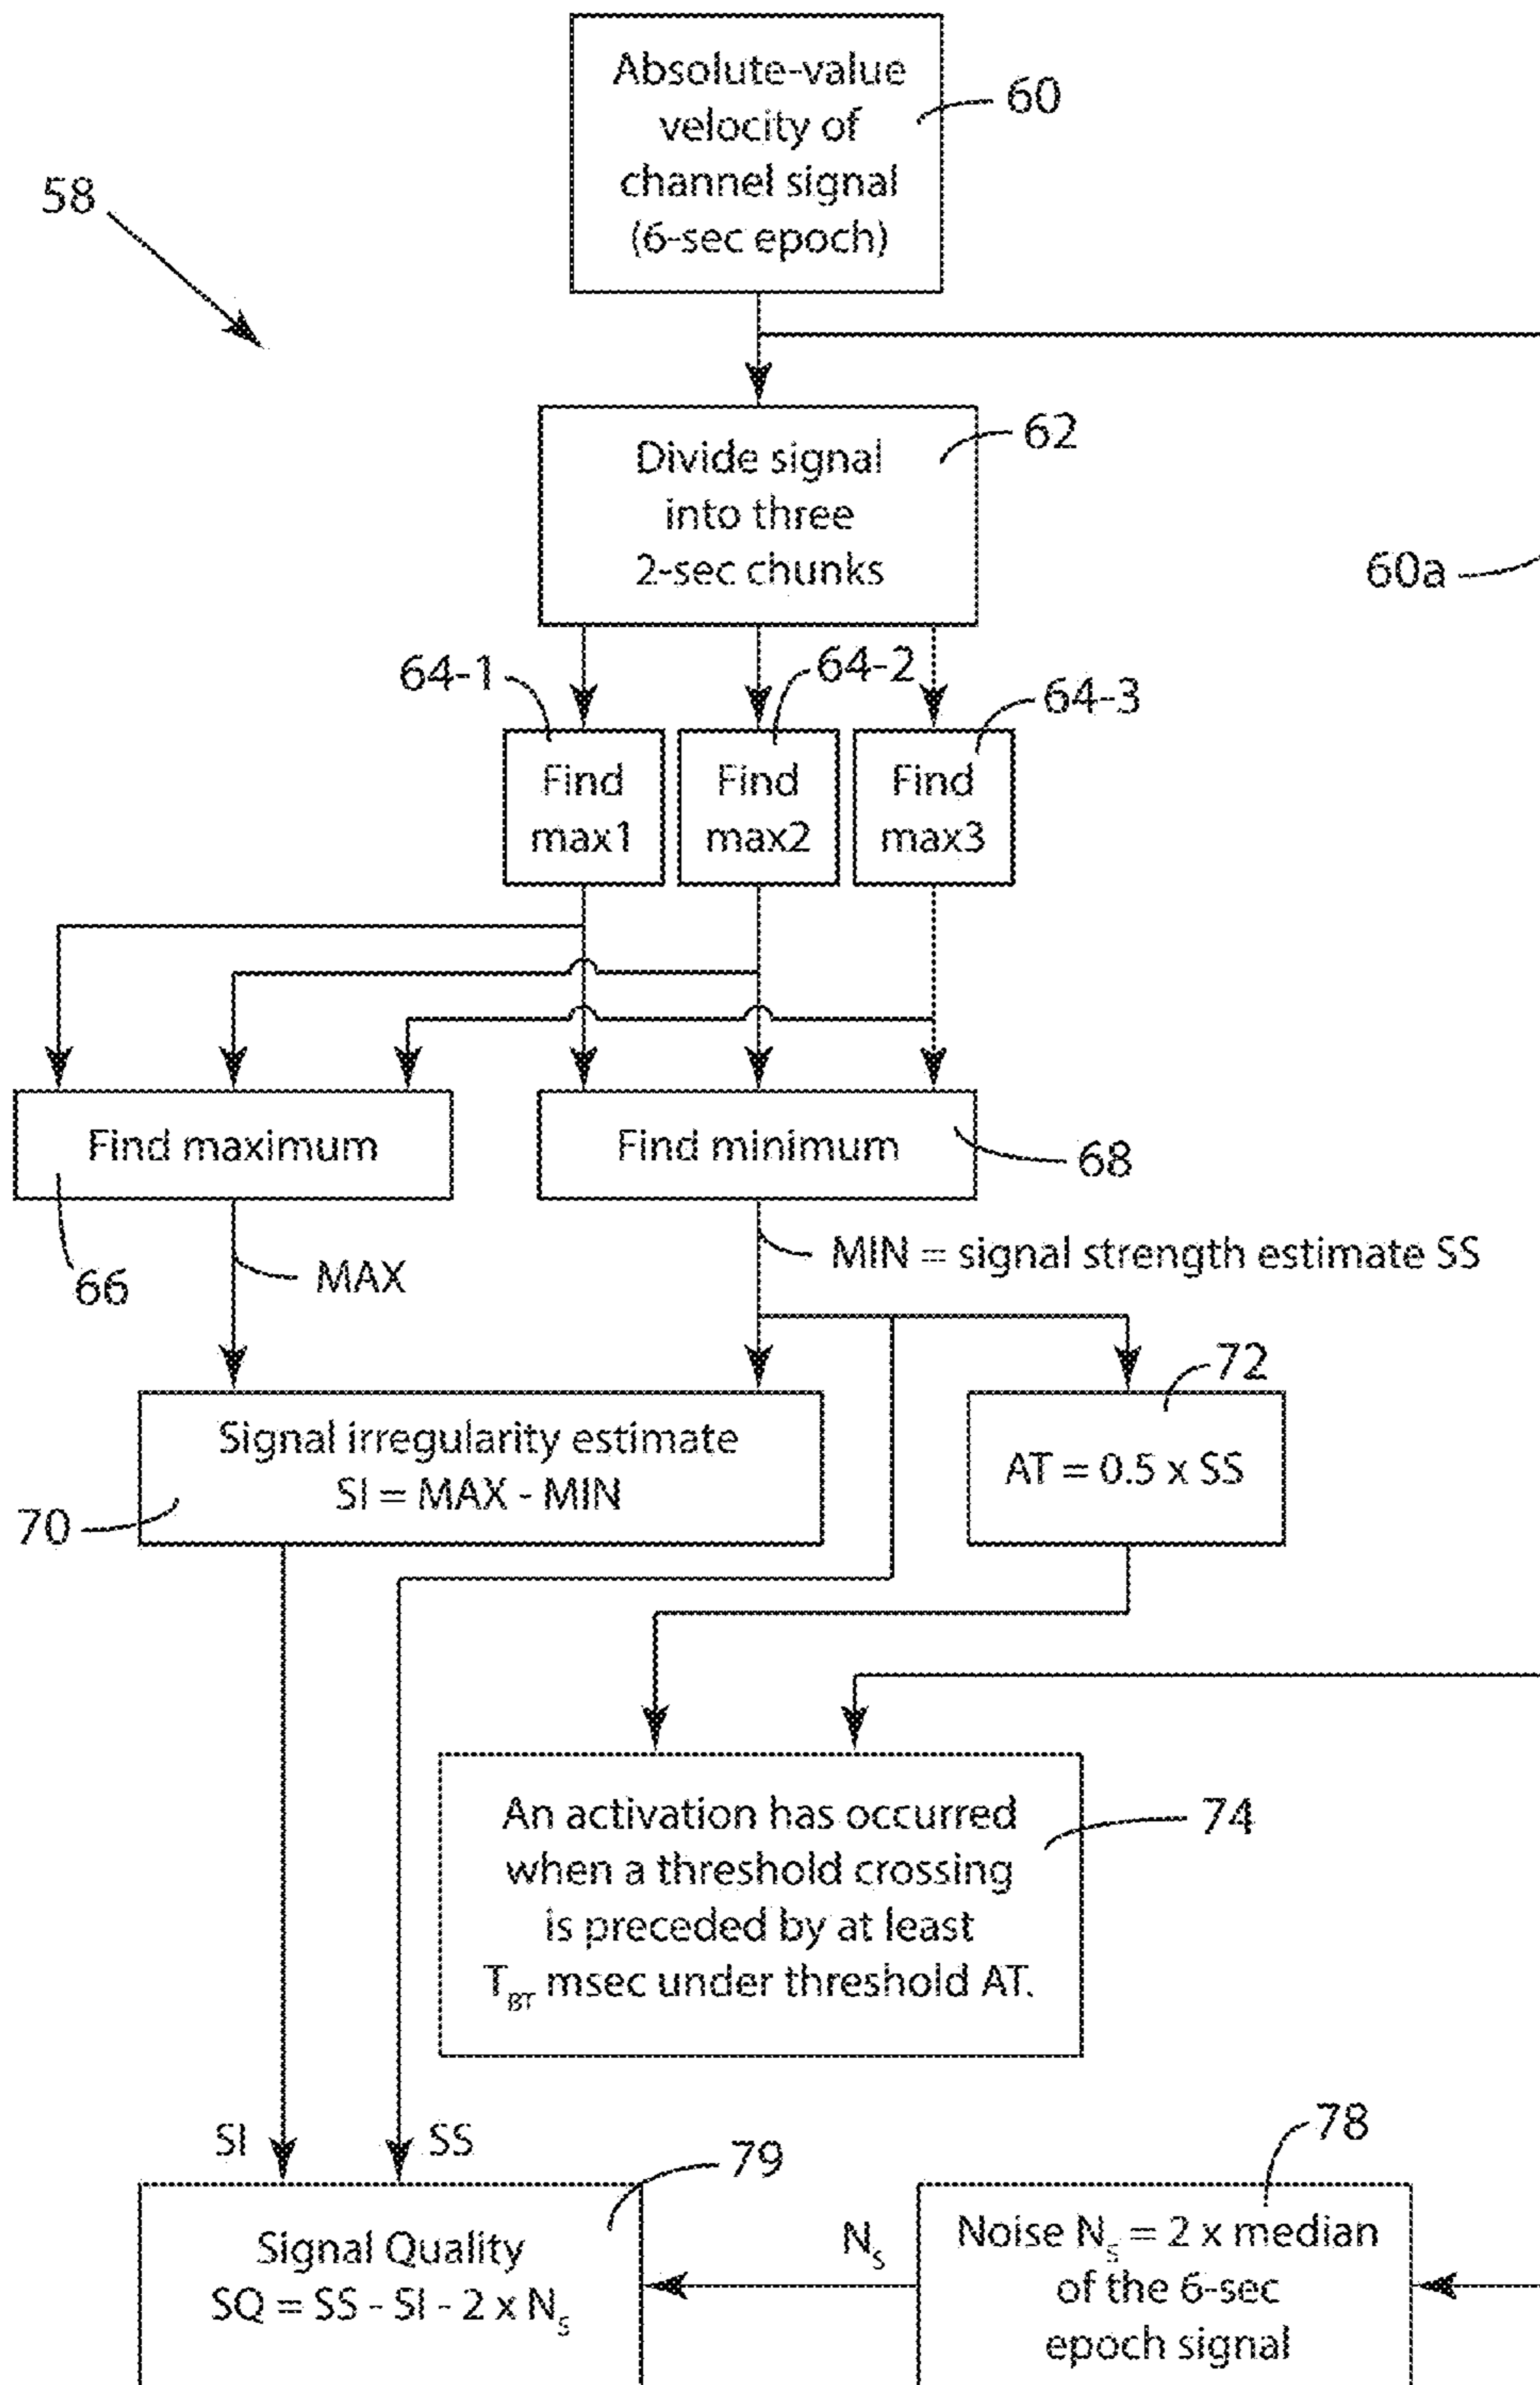 Absolute-value
velocity of
channel signal
(6-sec epoch)
60
58
Divide signal
into three
2-sec chunks
62
60a
64-1
64-2
64-3
Find
max1
Find
max2
Find
max3
Find maximum
Find minimum
68
66
MAX
MIN = signal strength estimate SS
72
Signal irregularity estimate
SI = MAX - MIN
AT = 0.5 x SS
70
An activation has occurred
when a threshold crossing
is preceded by at least
T_BT msec under threshold AT.
74
SI
SS
79
78
Signal Quality
SQ = SS - SI - 2 x N_S
N_S
Noise N_S = 2 x median
of the 6-sec
epoch signal